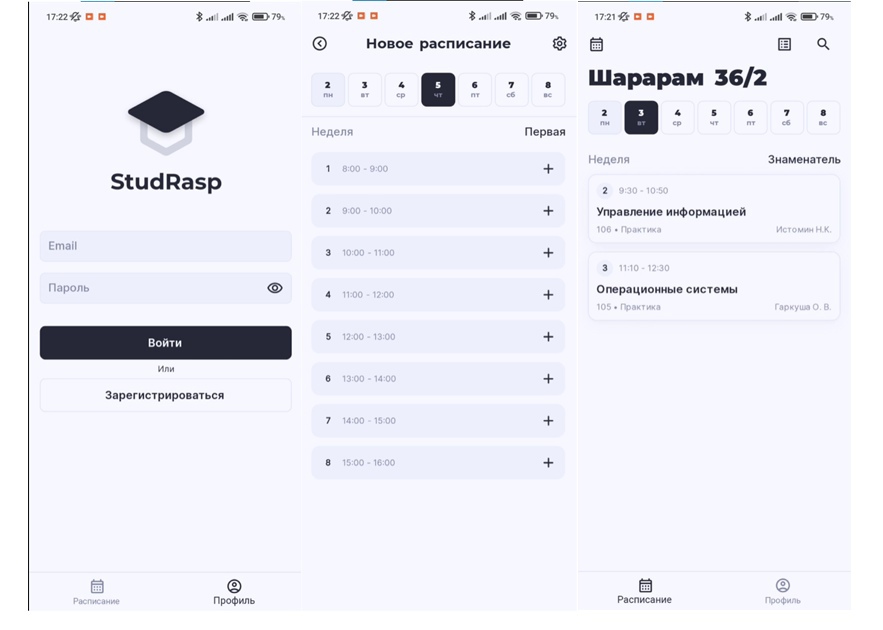 17:22
79%
StudRasp
Email
Пароль
Войти
Или
Зарегистрироваться
Расписание
Профиль
17:22
79%
Новое расписание
2 3 4 5 6 7 8
пн вт ср чт пт сб вс
Неделя Первая
1 8:00 - 9:00 +
2 9:00 - 10:00 +
3 10:00 - 11:00 +
4 11:00 - 12:00 +
5 12:00 - 13:00 +
6 13:00 - 14:00 +
7 14:00 - 15:00 +
8 15:00 - 16:00 +
17:21
79%
Шарарам 36/2
2 3 4 5 6 7 8
пн вт ср чт пт сб вс
Неделя Знаменатель
2 9:30 - 10:50
Управление информацией
106 • Практика Истомин Н.К.
3 11:10 - 12:30
Операционные системы
105 • Практика Гаркуша О. В.
Расписание
Профиль